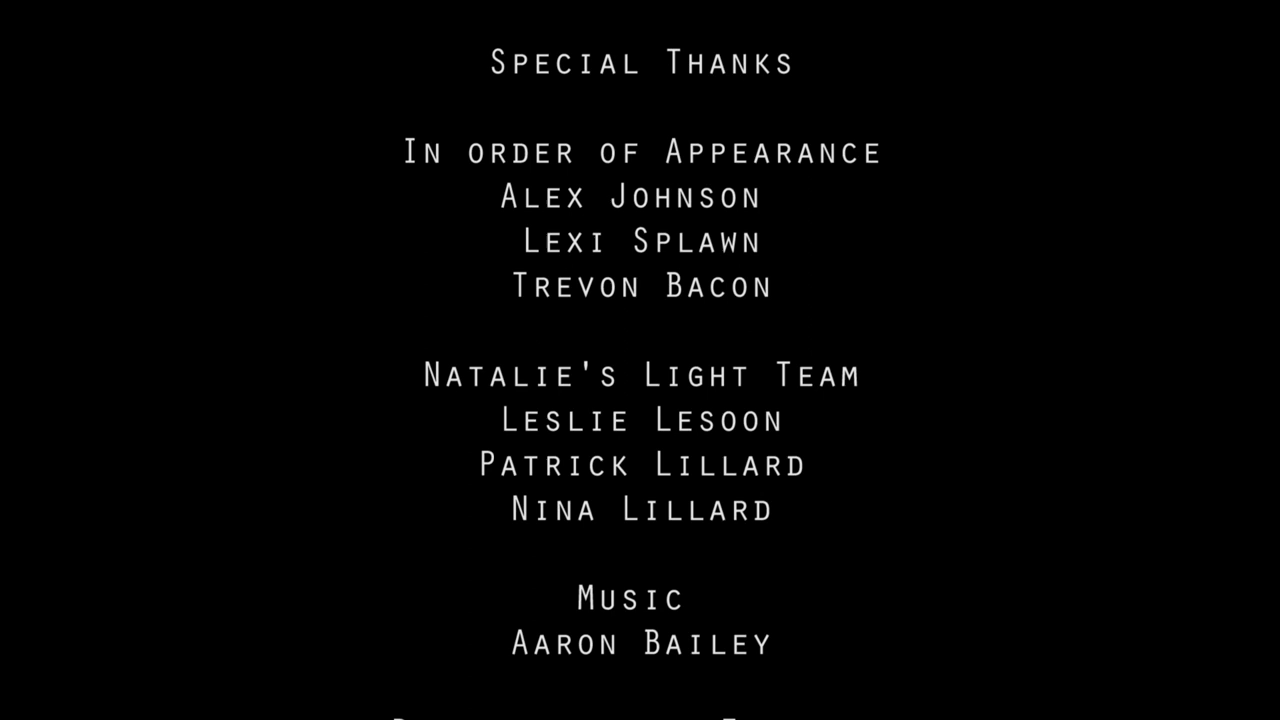 Special Thanks
In order of Appearance
Alex Johnson
Lexi Splawn
Trevon Bacon
Natalie's Light Team
Leslie Lesoon
Patrick Lillard
Nina Lillard
Music
Aaron Bailey